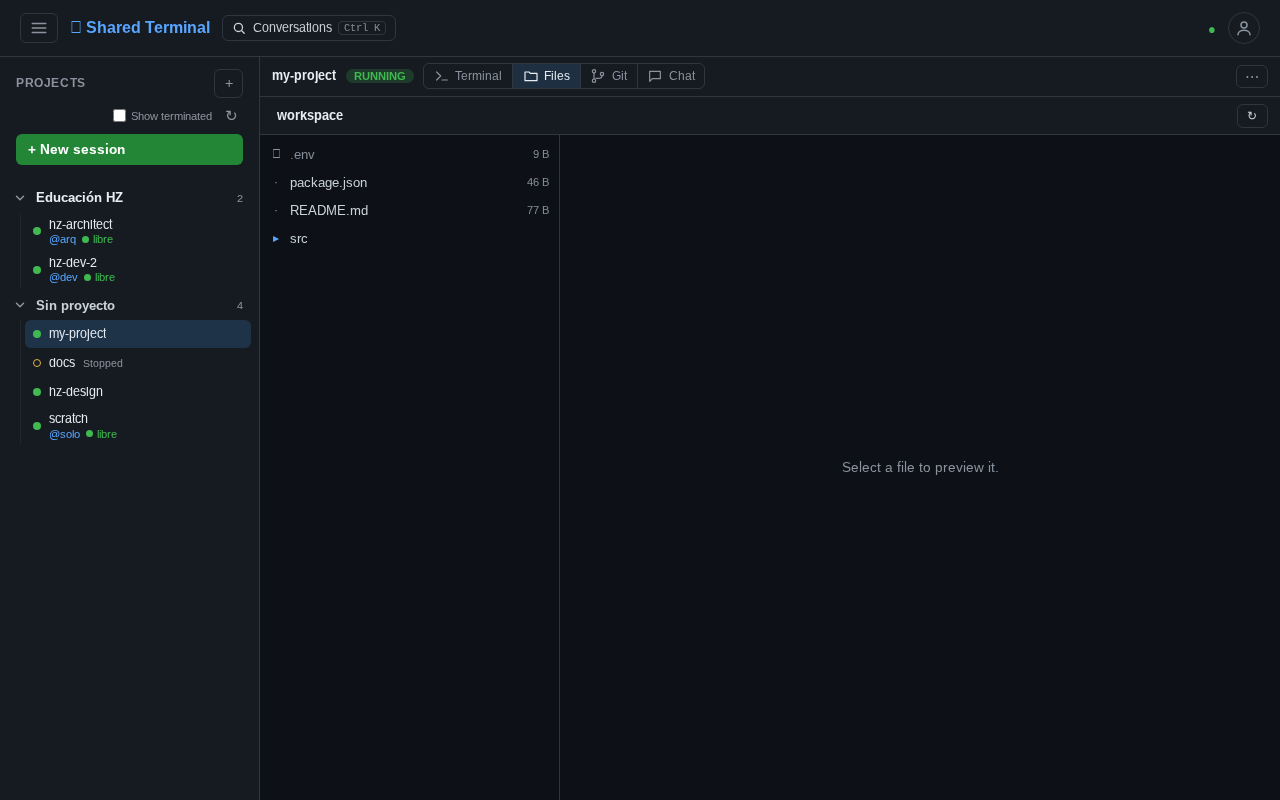 Shared Terminal
Conversations Ctrl K
PROJECTS
+
Show terminated ↻
+ New session
Educación HZ 2
hz-architect
@arq libre
hz-dev-2
@dev libre
Sin proyecto 4
my-project
docs Stopped
hz-design
scratch
@solo libre
my-project RUNNING Terminal Files Git Chat ⋯
workspace ↻
.env 9 B
· package.json 46 B
· README.md 77 B
▸ src
Select a file to preview it.